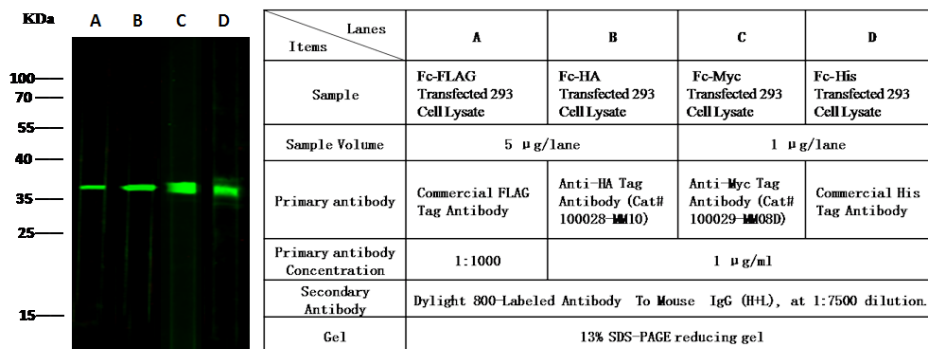 KDa
A B C D
100
70
55
40
35
25
15
Lanes
Items
A B C D
Sample
Fc-FLAG
Transfected 293
Cell Lysate
Fc-HA
Transfected 293
Cell Lysate
Fc-Myc
Transfected 293
Cell Lysate
Fc-His
Transfected 293
Cell Lysate
Sample Volume
5 μg/lane
1 μg/lane
Primary antibody
Commercial FLAG
Tag Antibody
Anti-HA Tag
Antibody (Cat#
100028-MM10)
Anti-Myc Tag
Antibody (Cat#
100029-MM08D)
Commercial His
Tag Antibody
Primary antibody
Concentration
1:1000
1 μg/ml
Secondary
Antibody
Dylight 800-Labeled Antibody To Mouse IgG (H+L), at 1:7500 dilution.
Gel
13% SDS-PAGE reducing gel